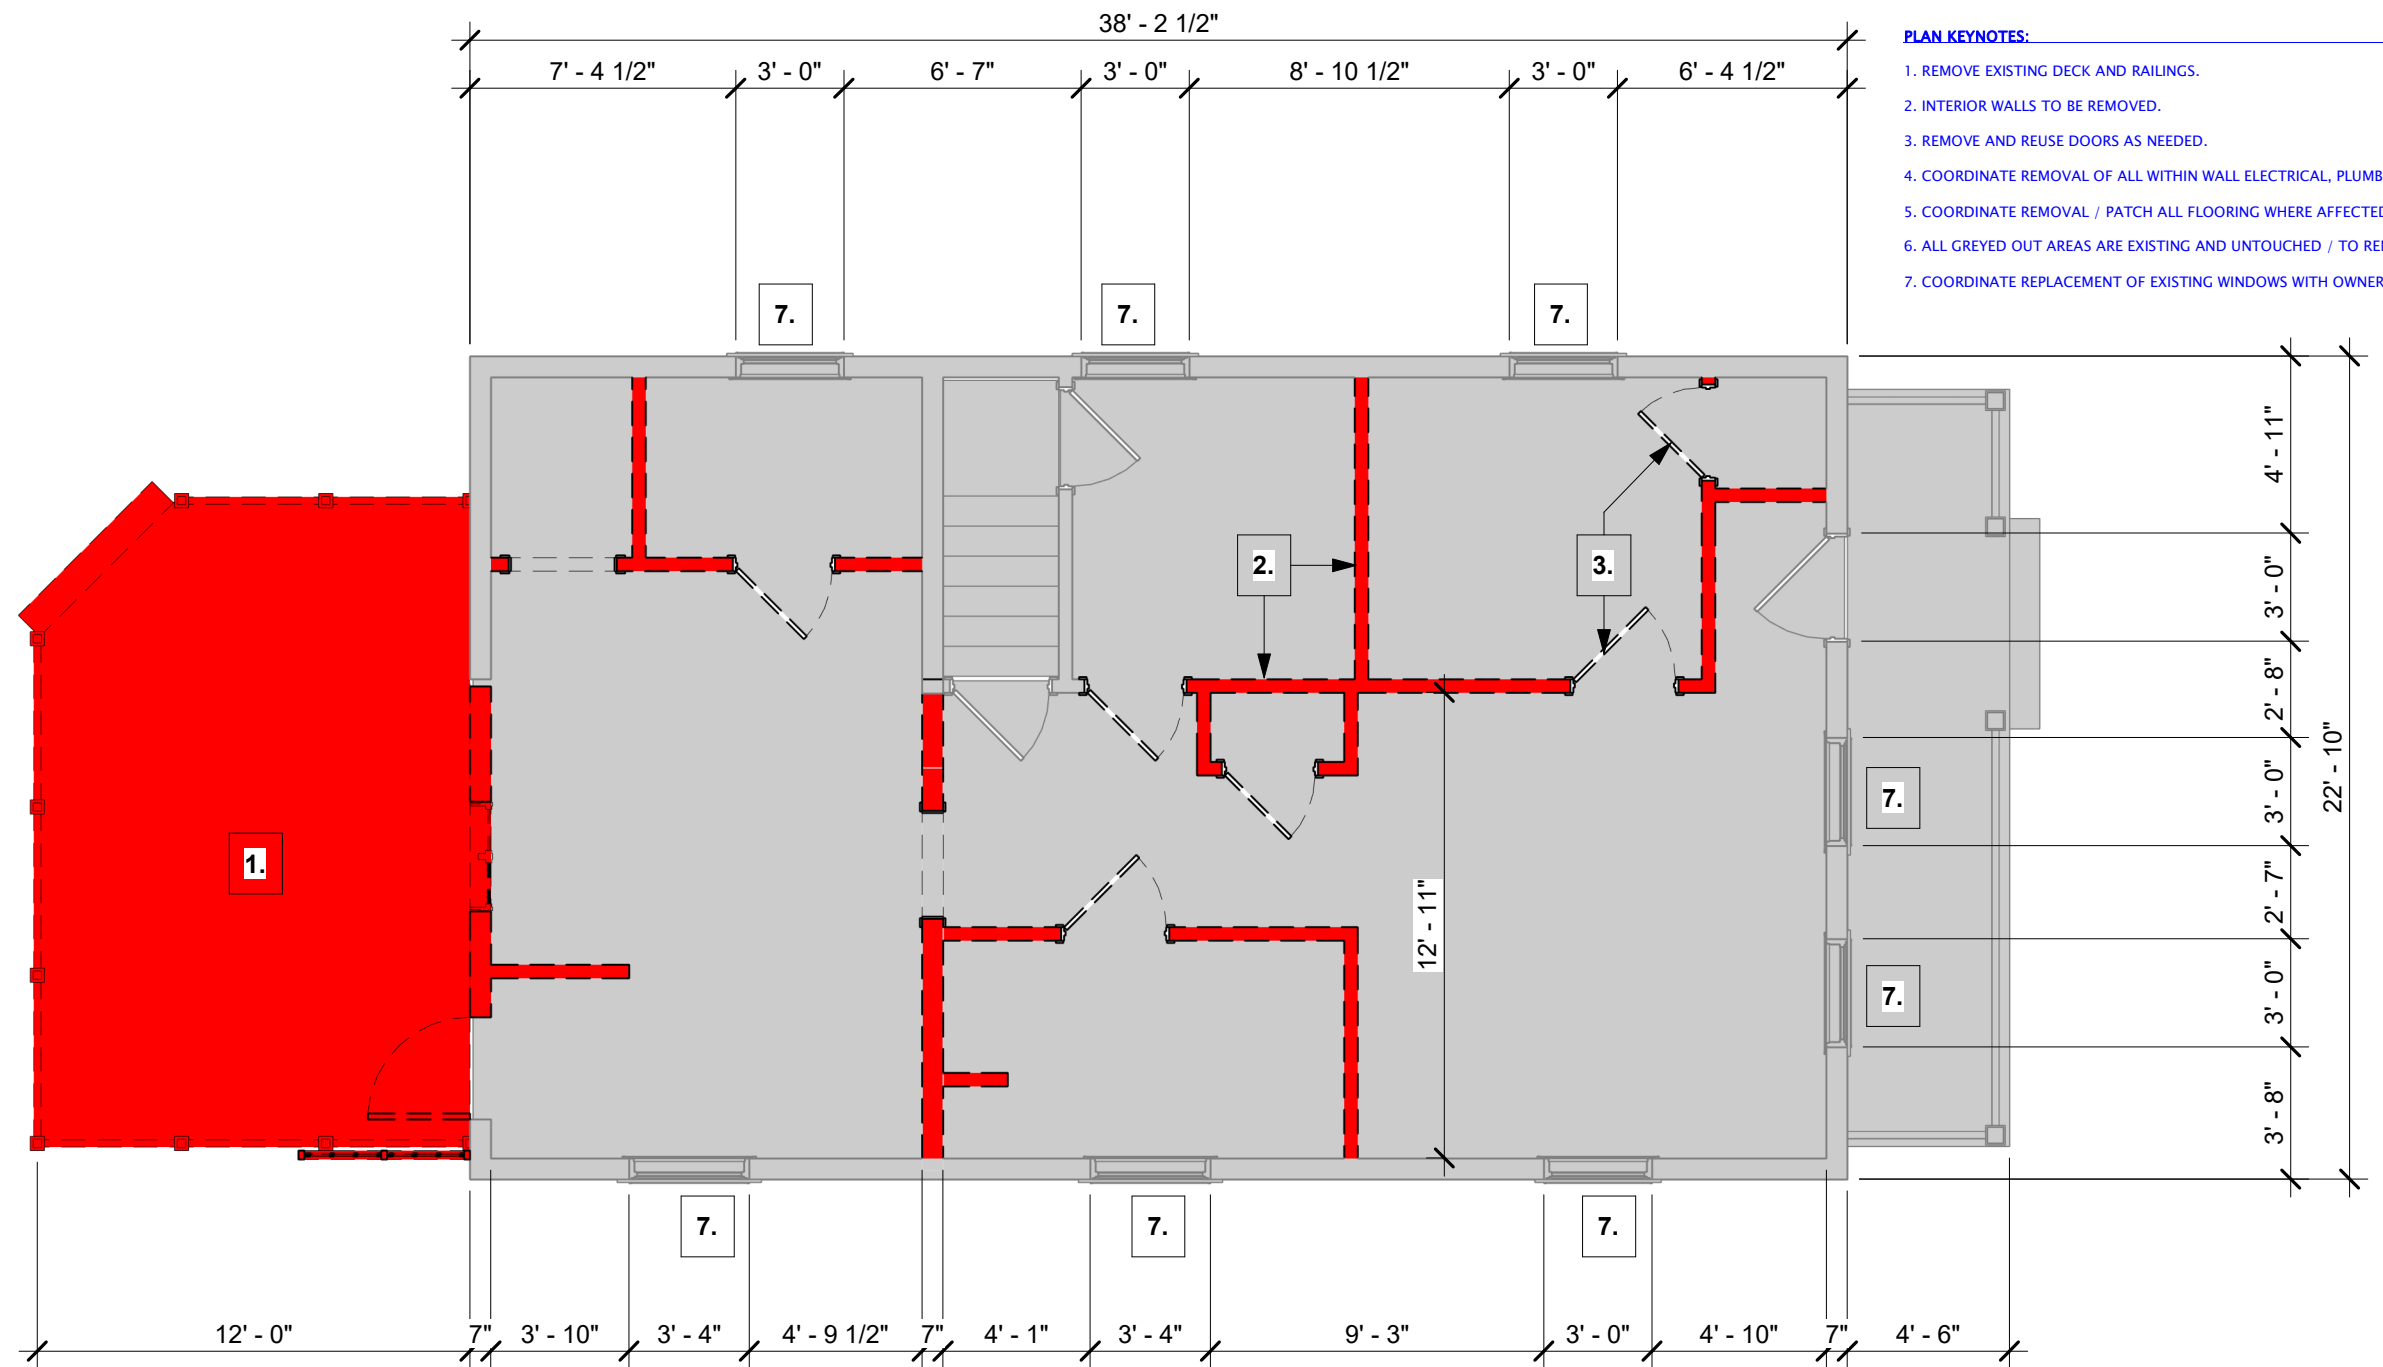 38' - 2 1/2"
7' - 4 1/2" 3' - 0" 6' - 7" 3' - 0" 8' - 10 1/2" 3' - 0" 6' - 4 1/2"
PLAN KEYNOTES:
1. REMOVE EXISTING DECK AND RAILINGS.
2. INTERIOR WALLS TO BE REMOVED.
3. REMOVE AND REUSE DOORS AS NEEDED.
4. COORDINATE REMOVAL OF ALL WITHIN WALL ELECTRICAL, PLUMB
5. COORDINATE REMOVAL / PATCH ALL FLOORING WHERE AFFECTED
6. ALL GREYED OUT AREAS ARE EXISTING AND UNTOUCHED / TO REM
7. COORDINATE REPLACEMENT OF EXISTING WINDOWS WITH OWNER
7. 7. 7.
2. 3.
1.
7.
7.
12' - 11"
4' - 11"
3' - 0"
2' - 8"
3' - 0"
2' - 7"
3' - 0"
3' - 8"
22' - 10"
7. 7. 7.
12' - 0" 7" 3' - 10" 3' - 4" 4' - 9 1/2" 7" 4' - 1" 3' - 4" 9' - 3" 3' - 0" 4' - 10" 7" 4' - 6"